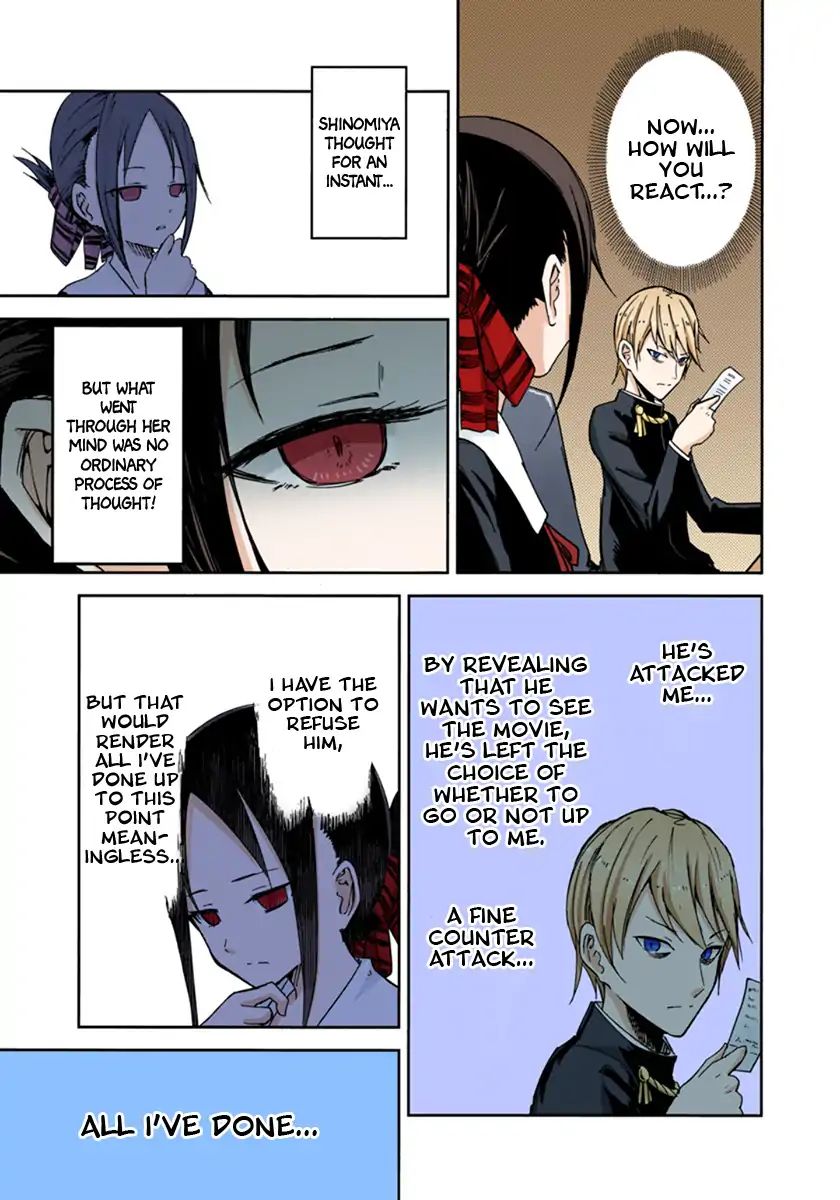 NOW...
HOW WILL
YOU
REACT...?
SHINOMIYA
THOUGHT
FOR AN
INSTANT...
BUT WHAT
WENT
THROUGH HER
MIND WAS NO
ORDINARY
PROCESS OF
THOUGHT!
HE'S
ATTACKED
ME...
BY REVEALING
THAT HE
WANTS TO SEE
THE MOVIE,
HE'S LEFT THE
CHOICE OF
WHETHER TO
GO OR NOT UP
TO ME.
A FINE
COUNTER
ATTACK...
I HAVE THE
OPTION TO
REFUSE
HIM,
BUT THAT
WOULD
RENDER
ALL I'VE
DONE UP
TO THIS
POINT
MEAN-
INGLESS..
ALL I'VE DONE...